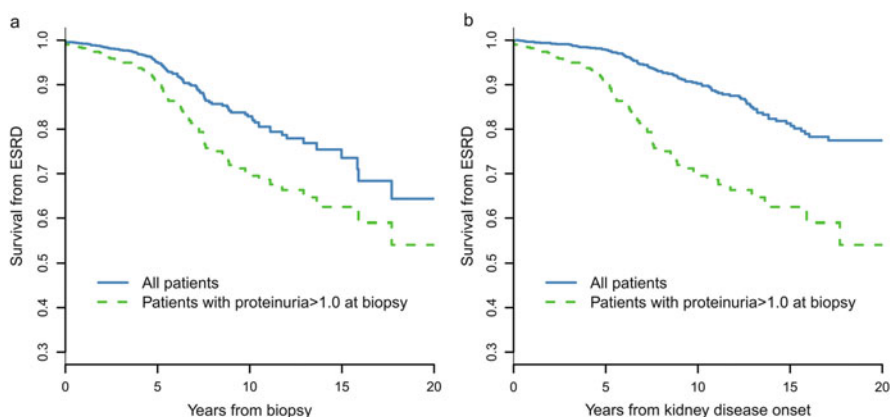 a
Survival from ESRD
1.0
0.9
0.8
0.7
0.6
0.5
0.4
0.3
All patients
Patients with proteinuria>1.0 at biopsy
0 5 10 15 20
Years from biopsy
b
Survival from ESRD
1.0
0.9
0.8
0.7
0.6
0.5
0.4
0.3
All patients
Patients with proteinuria>1.0 at biopsy
0 5 10 15 20
Years from kidney disease onset